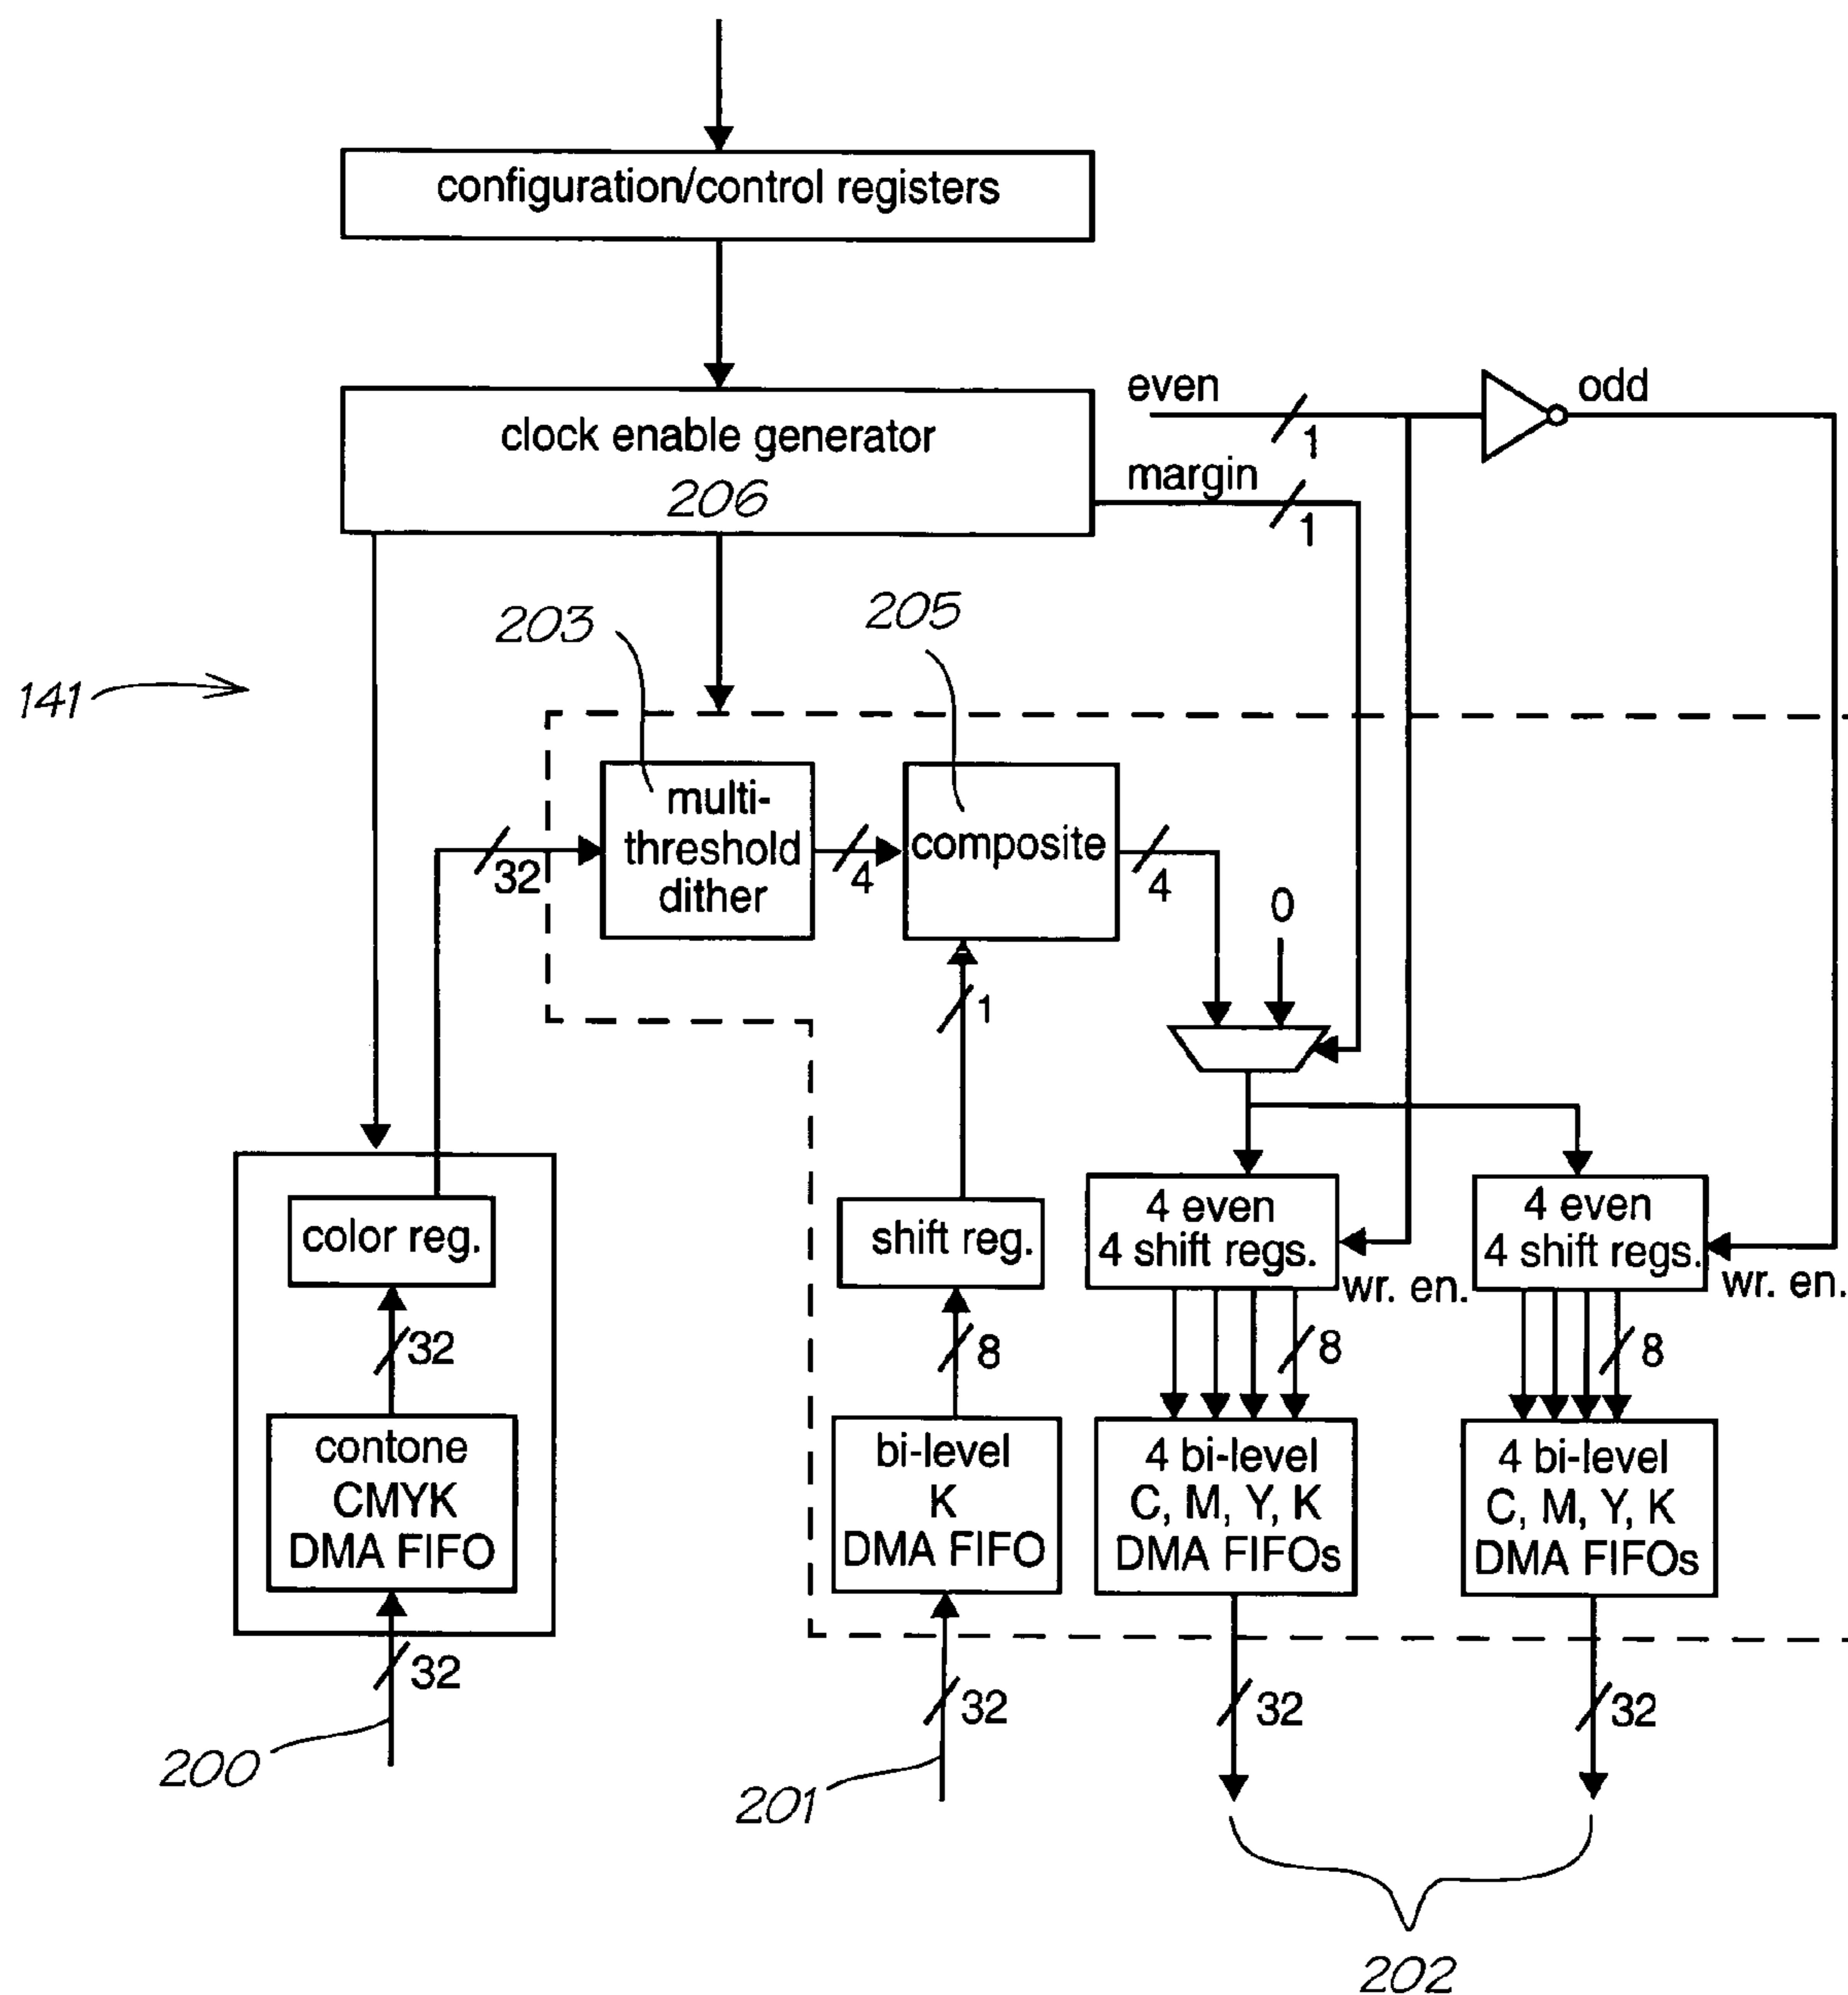 configuration/control registers
clock enable generator
206
even
1
odd
margin
1
203
205
141
multi-
threshold
dither
composite
32
4
4
0
1
color reg.
shift reg.
4 even
4 shift regs.
wr. en.
4 even
4 shift regs.
wr. en.
32
8
8
8
contone
CMYK
DMA FIFO
bi-level
K
DMA FIFO
4 bi-level
C, M, Y, K
DMA FIFOs
4 bi-level
C, M, Y, K
DMA FIFOs
32
32
32
32
200
201
202